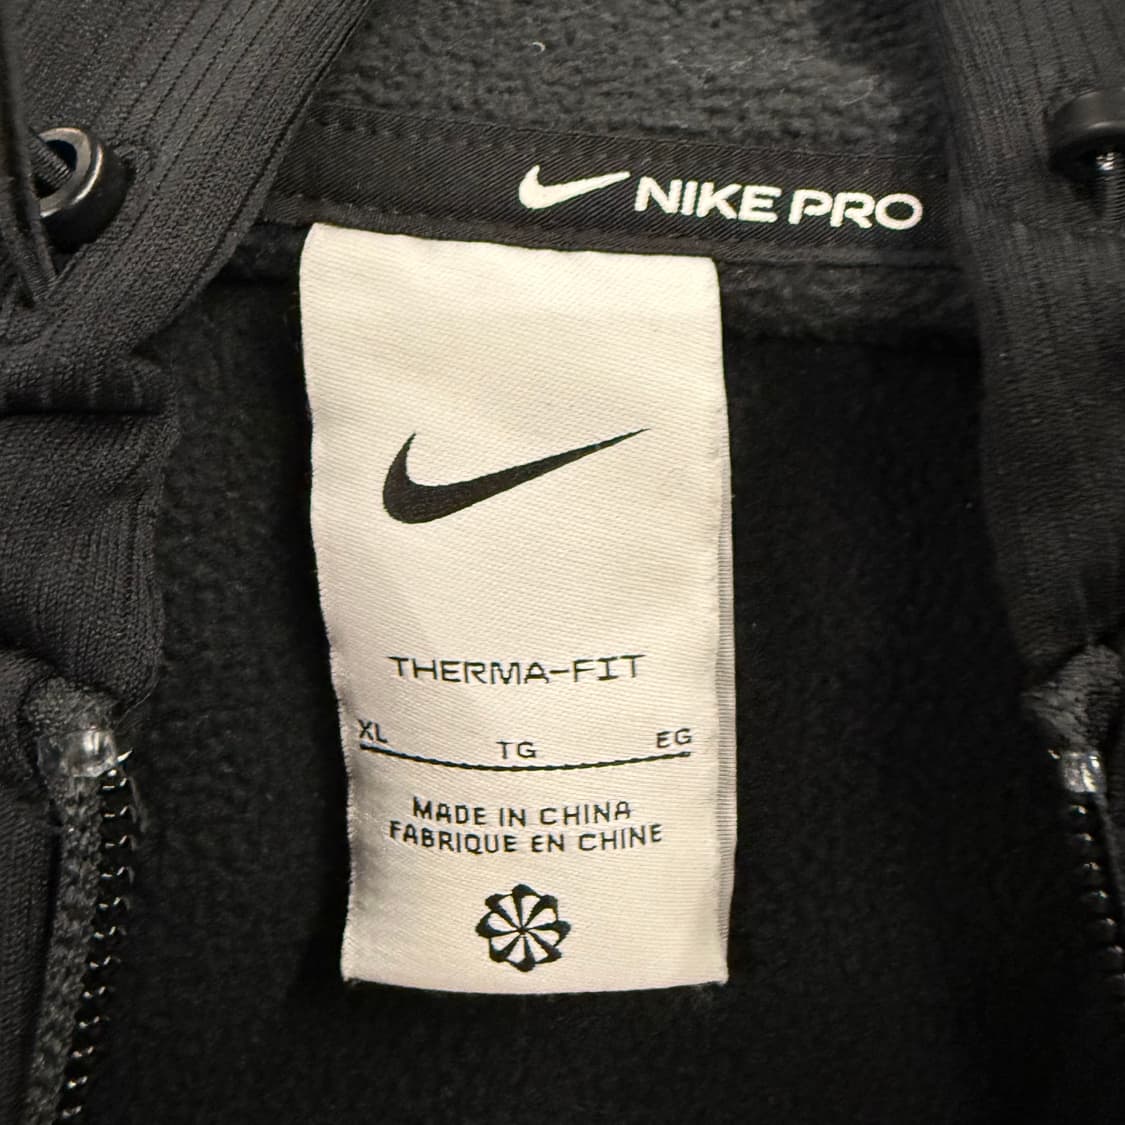 NIKE PRO
THERMA-FIT
XL TG EG
MADE IN CHINA
FABRIQUE EN CHINE